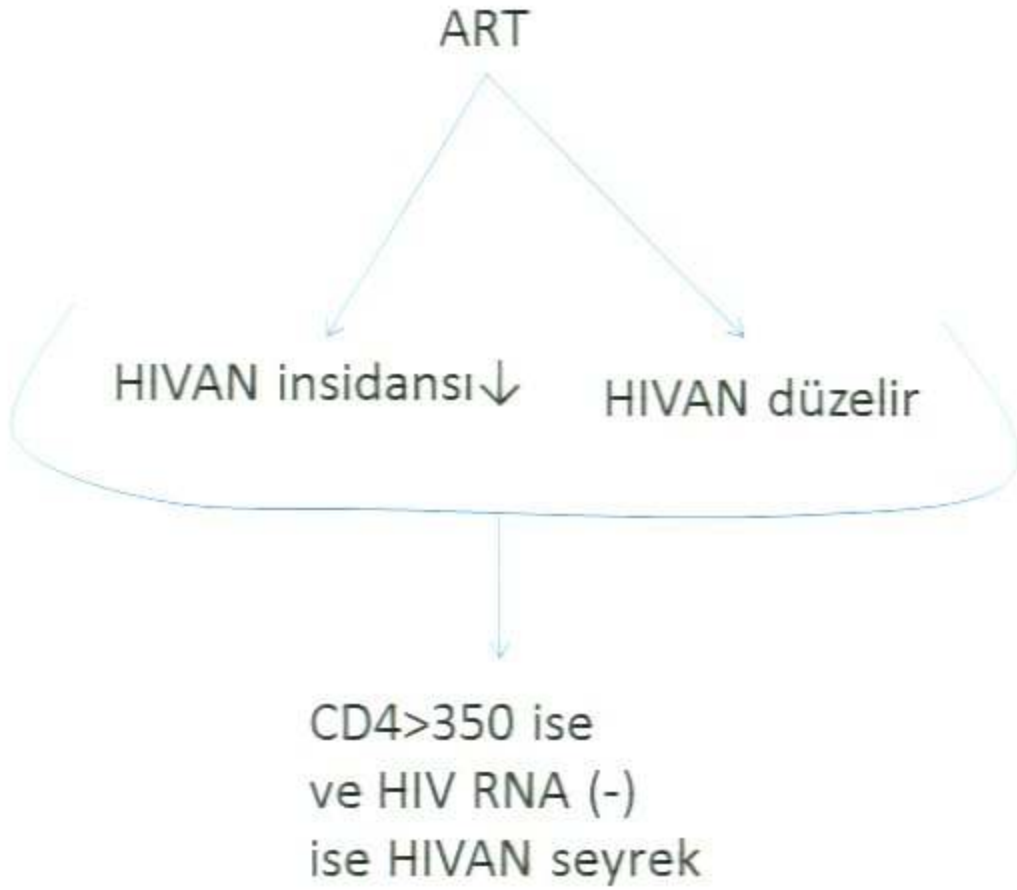 ART
HIVAN insidansı↓
HIVAN düzelir
CD4>350 ise
ve HIV RNA (-)
ise HIVAN seyrek